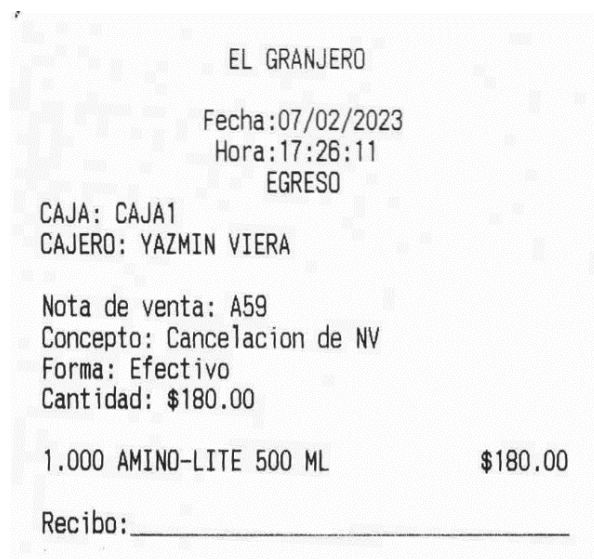 EL GRANJERO
Fecha:07/02/2023
Hora:17:26:11
EGRESO
CAJA: CAJA1
CAJERO: YAZMIN VIERA
Nota de venta: A59
Concepto: Cancelacion de NV
Forma: Efectivo
Cantidad: $180.00
1.000 AMINO-LITE 500 ML $180.00
Recibo: